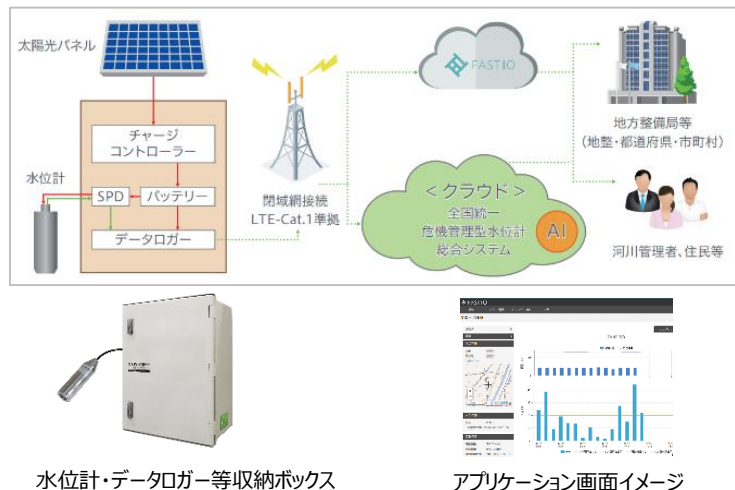 太陽光パネル
チャージ
コントローラー
水位計
SPD
バッテリー
データロガー
閉域網接続
LTE-Cat.1準拠
FASTIO
＜クラウド＞
全国統一
危機管理型水位計
総合システム
AI
地方整備局等
（地整・都道府県・市町村）
河川管理者、住民等
FASTIO
水位計・データロガー等収納ボックス
アプリケーション画面イメージ